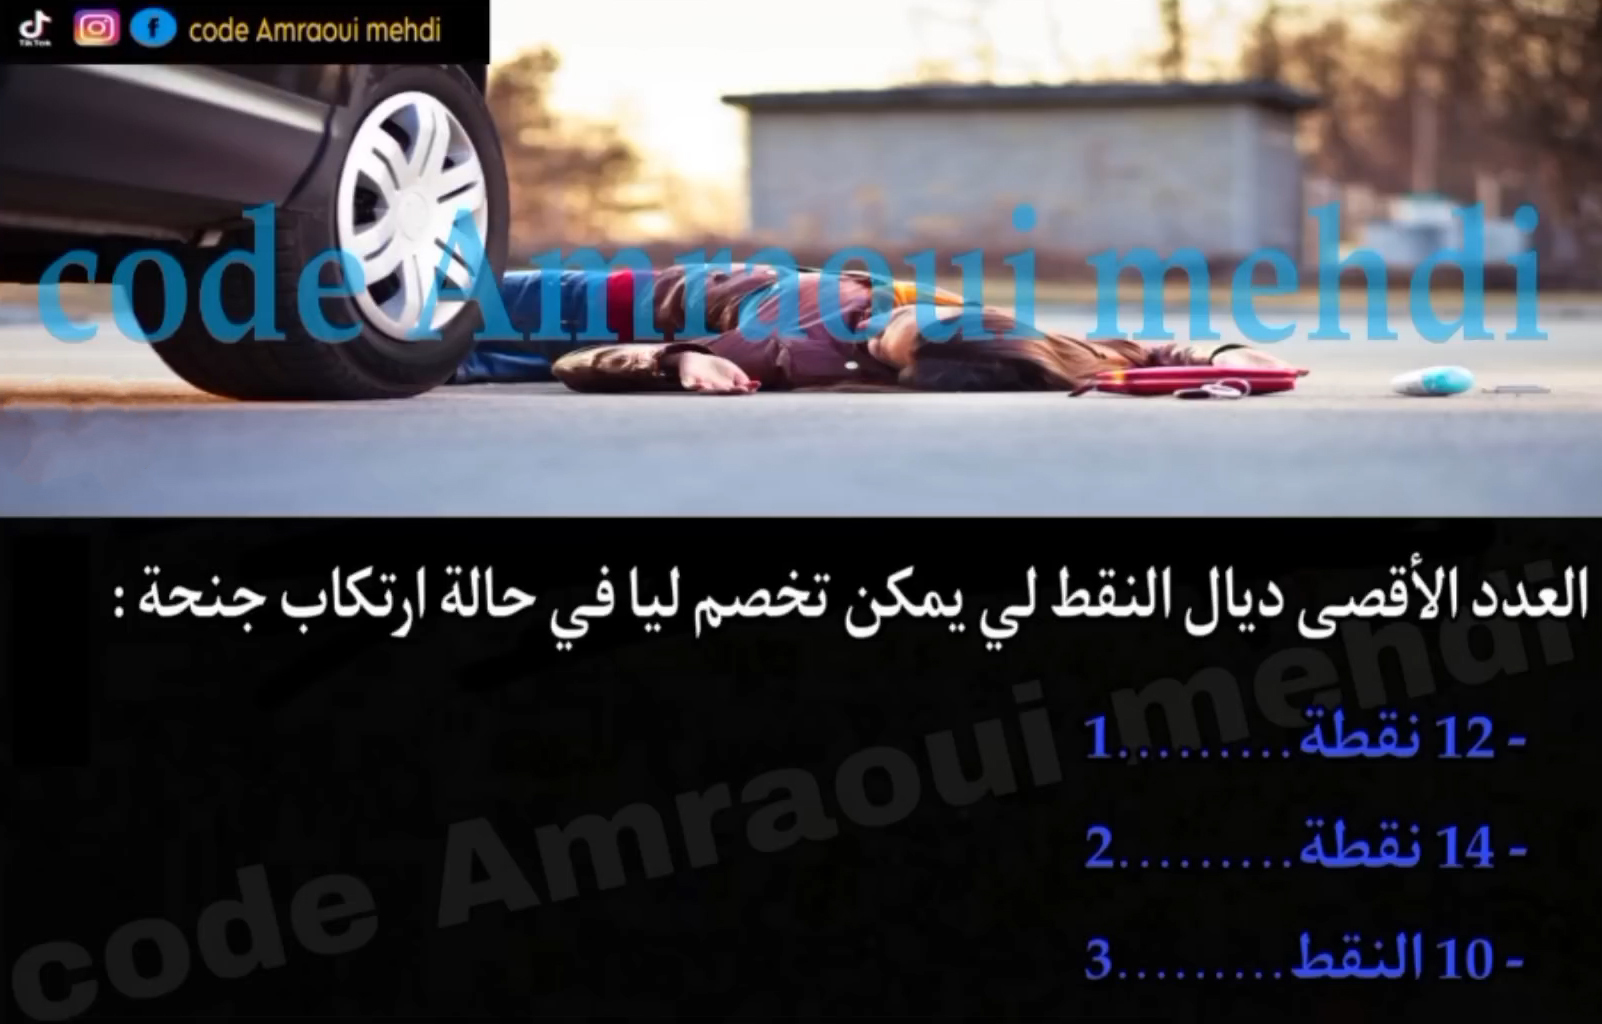 TikTok
code Amraoui mehdi
code Amraoui mehdi
العدد الأقصى ديال النقط لي يمكن تخصم ليا في حالة ارتكاب جنحة :
- 12 نقطة.........1
- 14 نقطة.........2
- 10 النقط.........3
code Amraoui mehdi